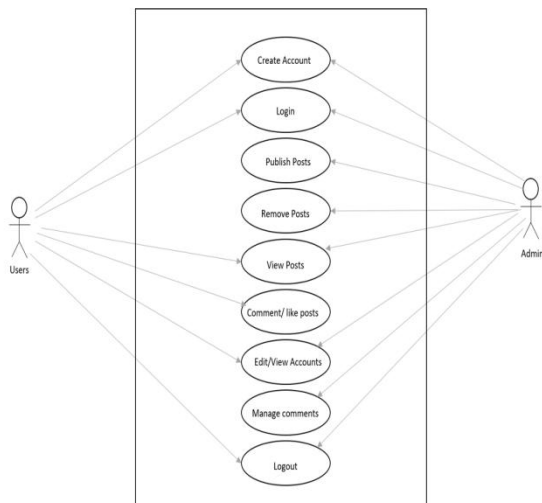 Create Account
Login
Publish Posts
Remove Posts
View Posts
Comment/ like posts
Edit/View Accounts
Manage comments
Logout
Users
Admin